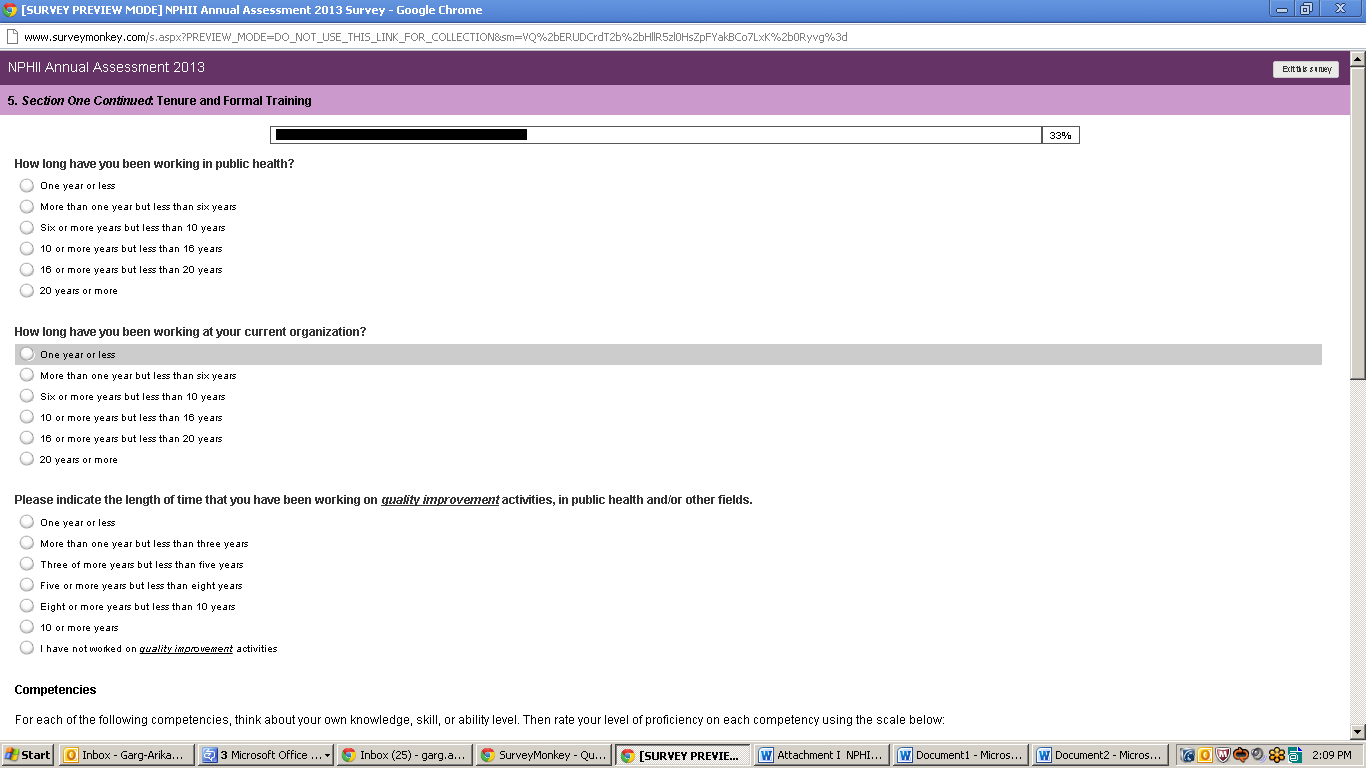 [SURVEY PREVIEW MODE] NPHII Annual Assessment 2013 Survey - Google Chrome
www.surveymonkey.com/s.aspx?PREVIEW_MODE=DO_NOT_USE_THIS_LINK_FOR_COLLECTION&sm=VQ%2bERUDCrdT2b%2bHllR5zl0HsZpFYakBCo7LxK%2b0Ryvg%3d
NPHII Annual Assessment 2013
Exit this survey
5. Section One Continued: Tenure and Formal Training
33%
How long have you been working in public health?
One year or less
More than one year but less than six years
Six or more years but less than 10 years
10 or more years but less than 16 years
16 or more years but less than 20 years
20 years or more
How long have you been working at your current organization?
One year or less
More than one year but less than six years
Six or more years but less than 10 years
10 or more years but less than 16 years
16 or more years but less than 20 years
20 years or more
Please indicate the length of time that you have been working on quality improvement activities, in public health and/or other fields.
One year or less
More than one year but less than three years
Three of more years but less than five years
Five or more years but less than eight years
Eight or more years but less than 10 years
10 or more years
I have not worked on quality improvement activities
Competencies
For each of the following competencies, think about your own knowledge, skill, or ability level. Then rate your level of proficiency on each competency using the scale below:
Start Inbox - Garg-Arika... 3 Microsoft Office ... Inbox (25) - garg.a... SurveyMonkey - Qu... [SURVEY PREVIE... Attachment I NPHI... Document1 - Micros... Document2 - Micros... 2:09 PM